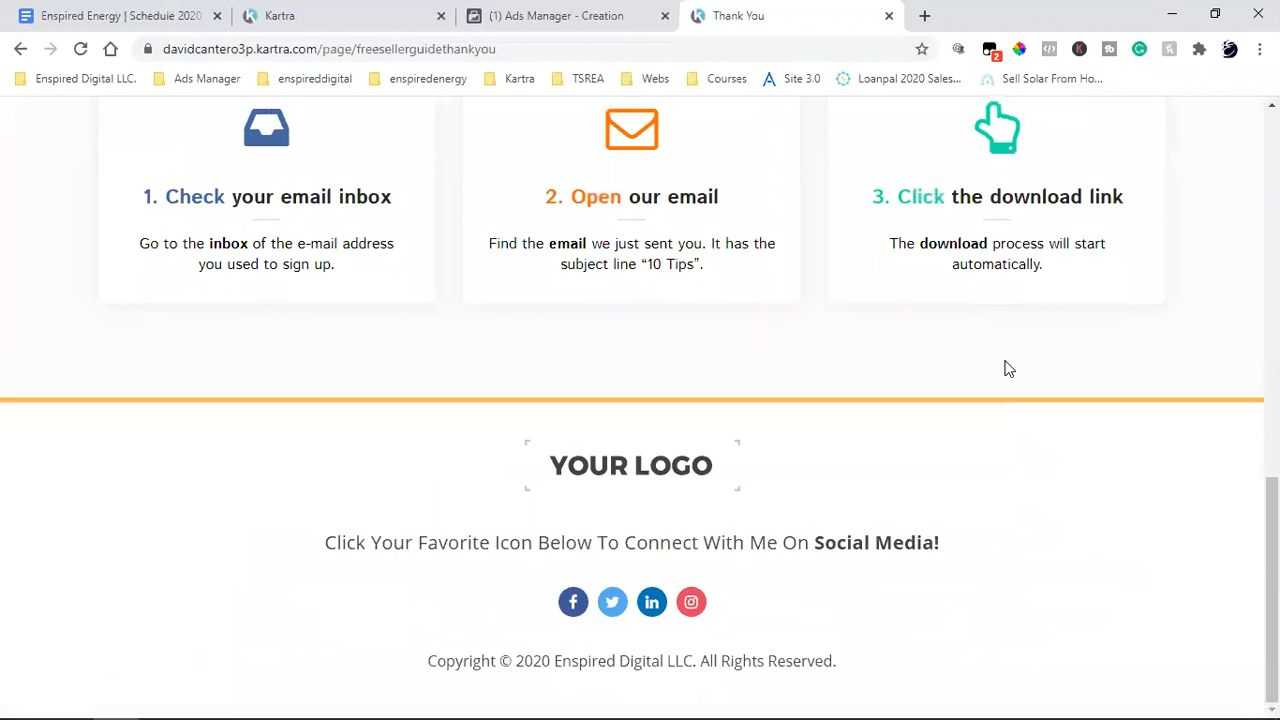 Enspired Energy | Schedule 2020
Kartra
(1) Ads Manager - Creation
Thank You
davidcantero3p.kartra.com/page/freesellerguidethankyou
2
Enspired Digital LLC.
Ads Manager
enspireddigital
enspiredenergy
Kartra
TSREA
Webs
Courses
Site 3.0
Loanpal 2020 Sales...
Sell Solar From Ho...
1. Check your email inbox
Go to the inbox of the e-mail address
you used to sign up.
2. Open our email
Find the email we just sent you. It has the
subject line “10 Tips”.
3. Click the download link
The download process will start
automatically.
YOUR LOGO
Click Your Favorite Icon Below To Connect With Me On Social Media!
Copyright © 2020 Enspired Digital LLC. All Rights Reserved.